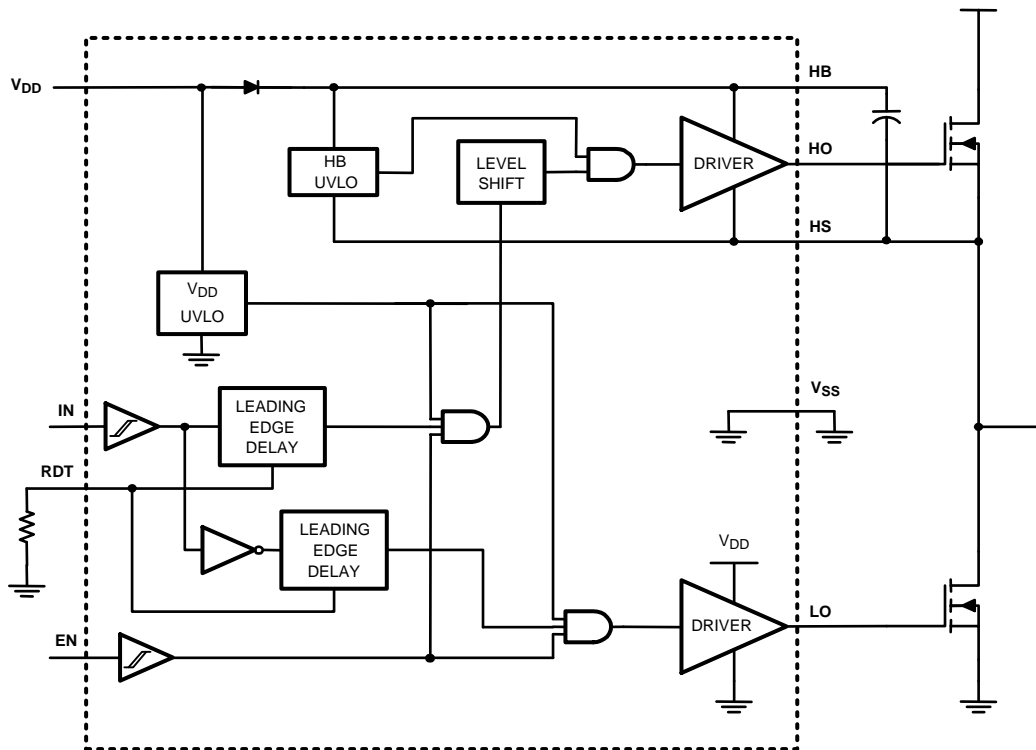 HB
VDD
HB
UVLO
LEVEL
SHIFT
DRIVER
HO
HS
VDD
UVLO
IN
LEADING
EDGE
DELAY
VSS
RDT
LEADING
EDGE
DELAY
VDD
DRIVER
LO
EN